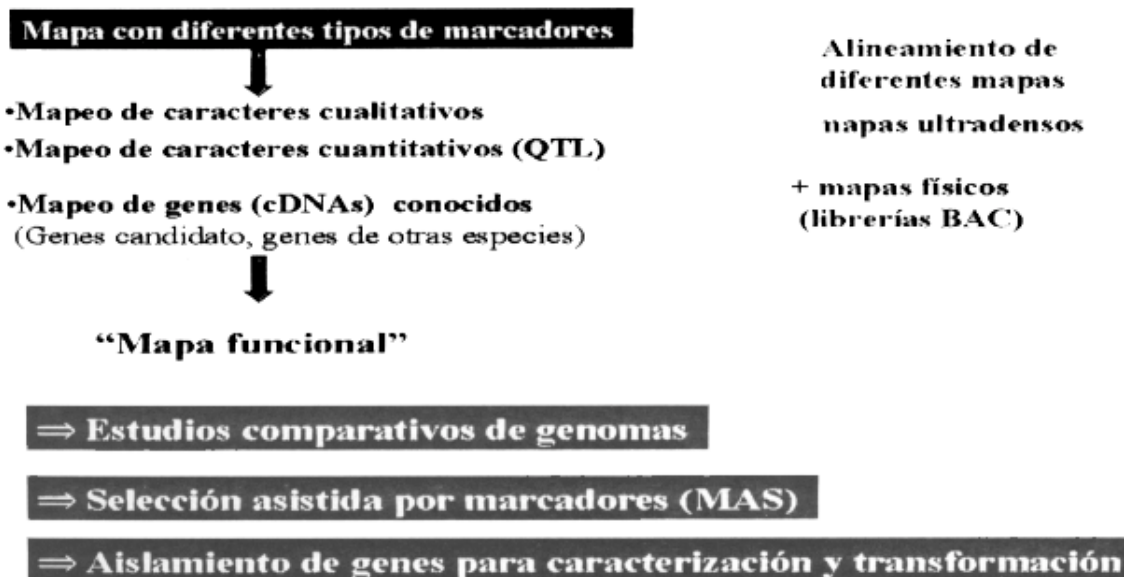 Mapa con diferentes tipos de marcadores
•Mapeo de caracteres cualitativos
•Mapeo de caracteres cuantitativos (QTL)
•Mapeo de genes (cDNAs) conocidos
(Genes candidato, genes de otras especies)
“Mapa funcional”
Alineamiento de
diferentes mapas
napas ultradensos
+ mapas físicos
(librerías BAC)
⇒ Estudios comparativos de genomas
⇒ Selección asistida por marcadores (MAS)
⇒ Aislamiento de genes para caracterización y transformación